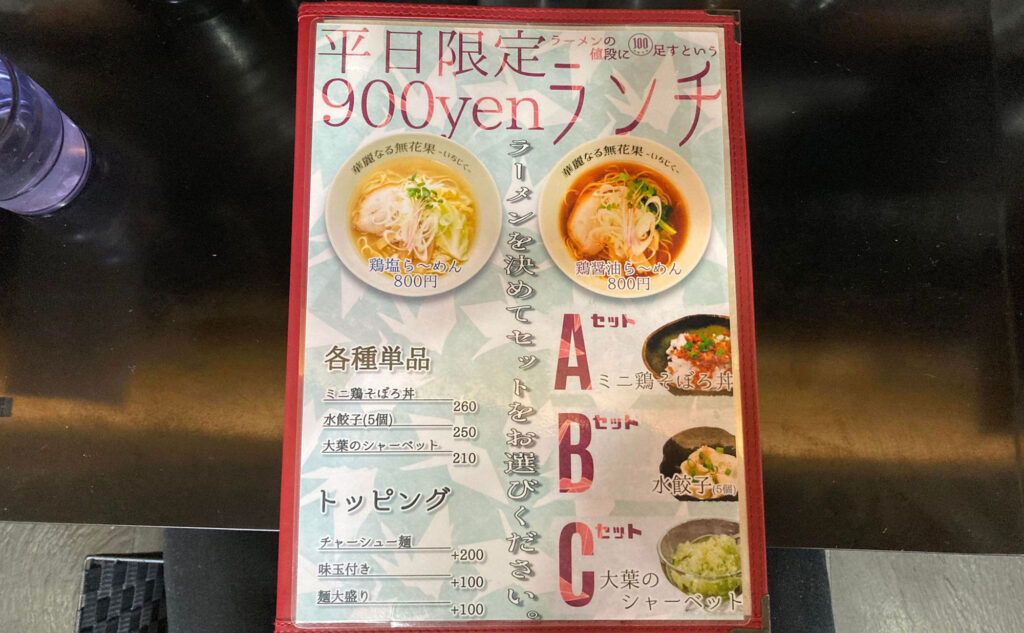 平日限定
ラーメンの
値段に100足すという
900yenランチ
華麗なる無花果-いちじく-
鶏塩ら〜めん
800円
華麗なる無花果-いちじく-
鶏醤油ら〜めん
800円
ラーメンを決めてセットをお選びください。
各種単品
ミニ鶏そぼろ丼 260
水餃子(5個) 250
大葉のシャーベット 210
トッピング
チャーシュー麺 +200
味玉付き +100
麺大盛り +100
Aセット
ミニ鶏そぼろ丼
Bセット
水餃子(5個)
Cセット
大葉の
シャーベット